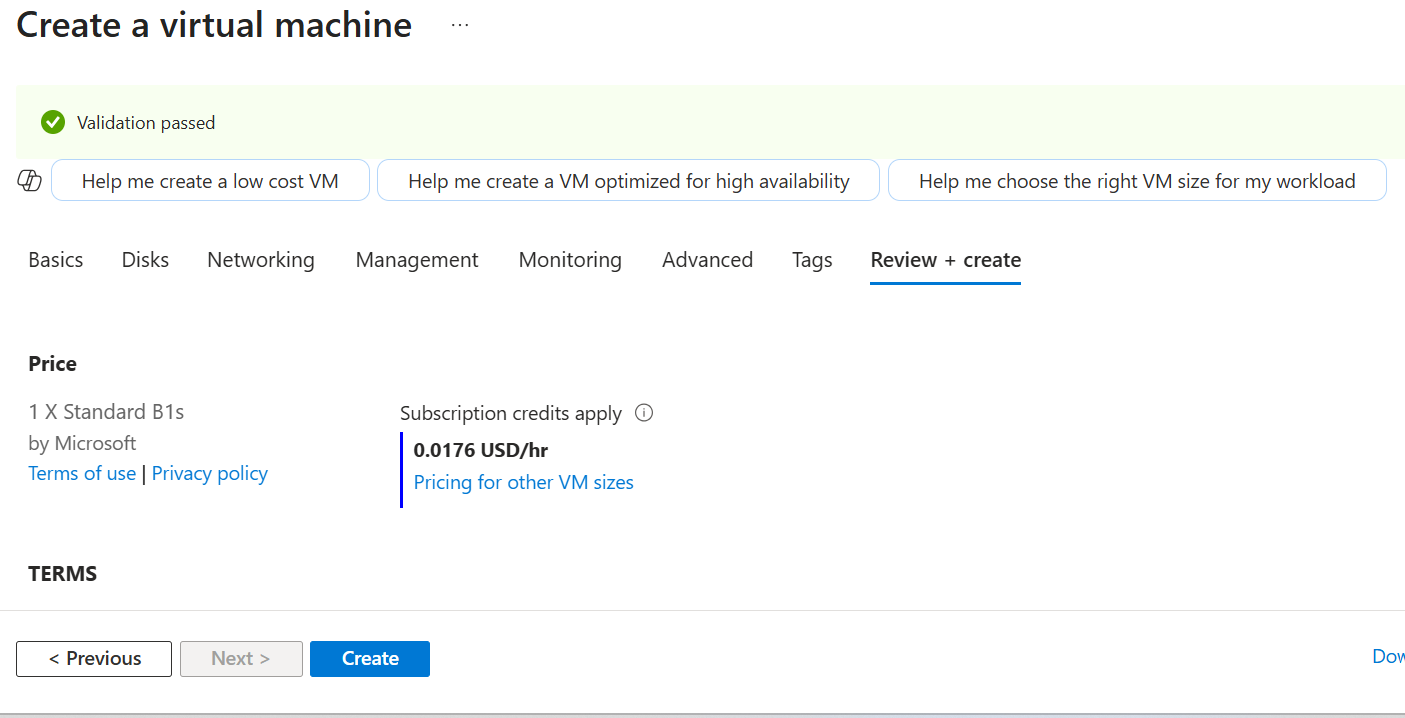 Create a virtual machine ...
Validation passed
Help me create a low cost VM Help me create a VM optimized for high availability Help me choose the right VM size for my workload
Basics Disks Networking Management Monitoring Advanced Tags Review + create
Price
1 X Standard B1s
by Microsoft
Terms of use | Privacy policy
Subscription credits apply
0.0176 USD/hr
Pricing for other VM sizes
TERMS
< Previous Next > Create